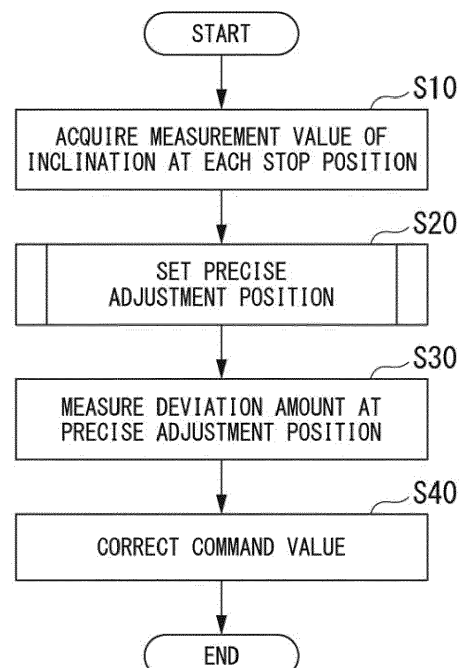 START
S10
ACQUIRE MEASUREMENT VALUE OF
INCLINATION AT EACH STOP POSITION
S20
SET PRECISE
ADJUSTMENT POSITION
S30
MEASURE DEVIATION AMOUNT AT
PRECISE ADJUSTMENT POSITION
S40
CORRECT COMMAND VALUE
END